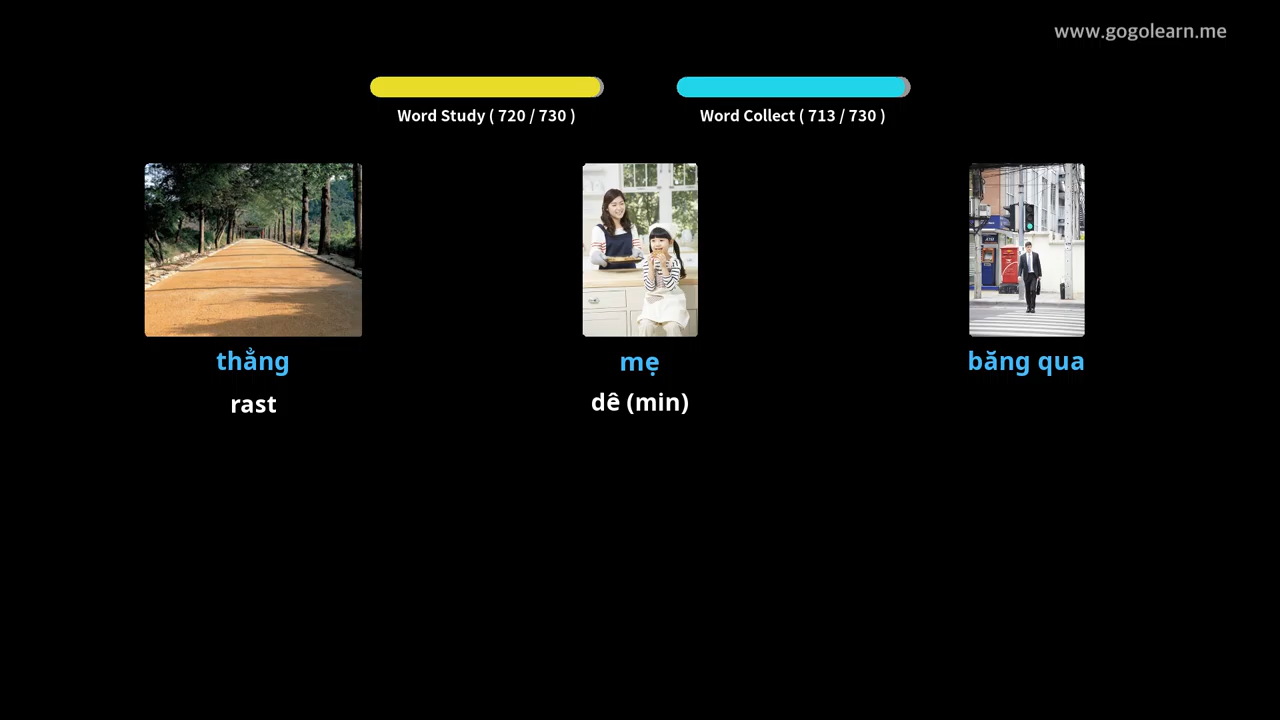 www.gogolearn.me
Word Study ( 720 / 730 )
Word Collect ( 713 / 730 )
thẳng
mẹ
băng qua
rast
dê (min)